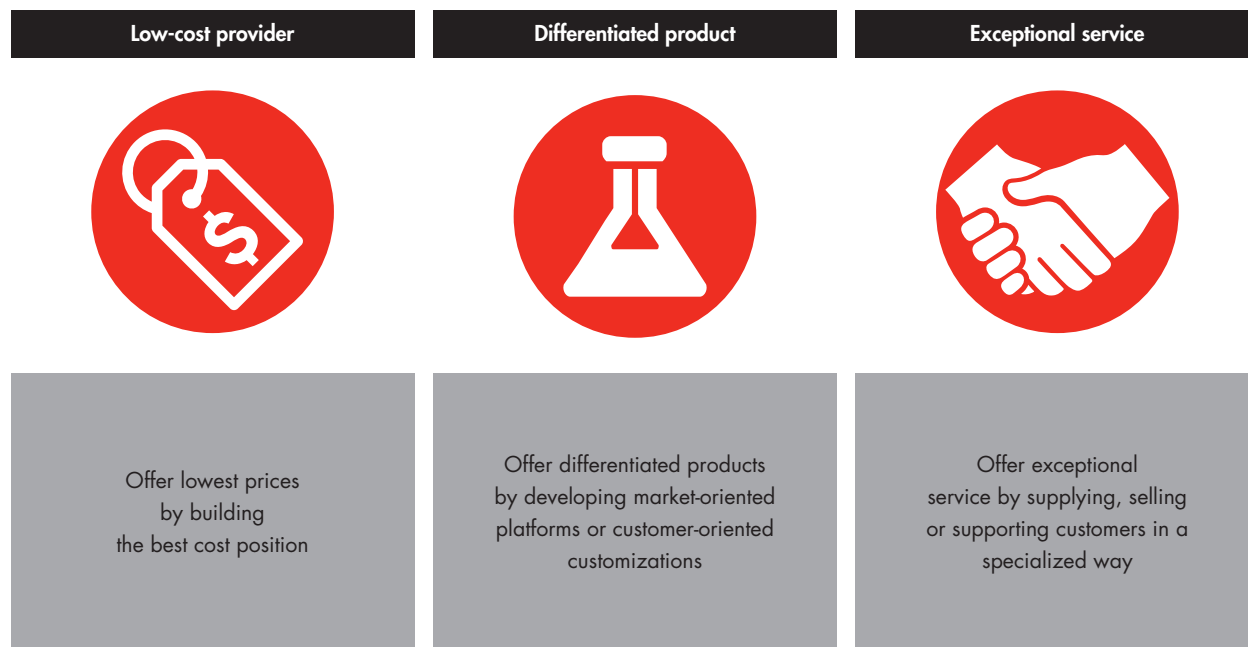 Low-cost provider
Differentiated product
Exceptional service
$
Offer lowest prices
by building
the best cost position
Offer differentiated products
by developing market-oriented
platforms or customer-oriented
customizations
Offer exceptional
service by supplying, selling
or supporting customers in a
specialized way